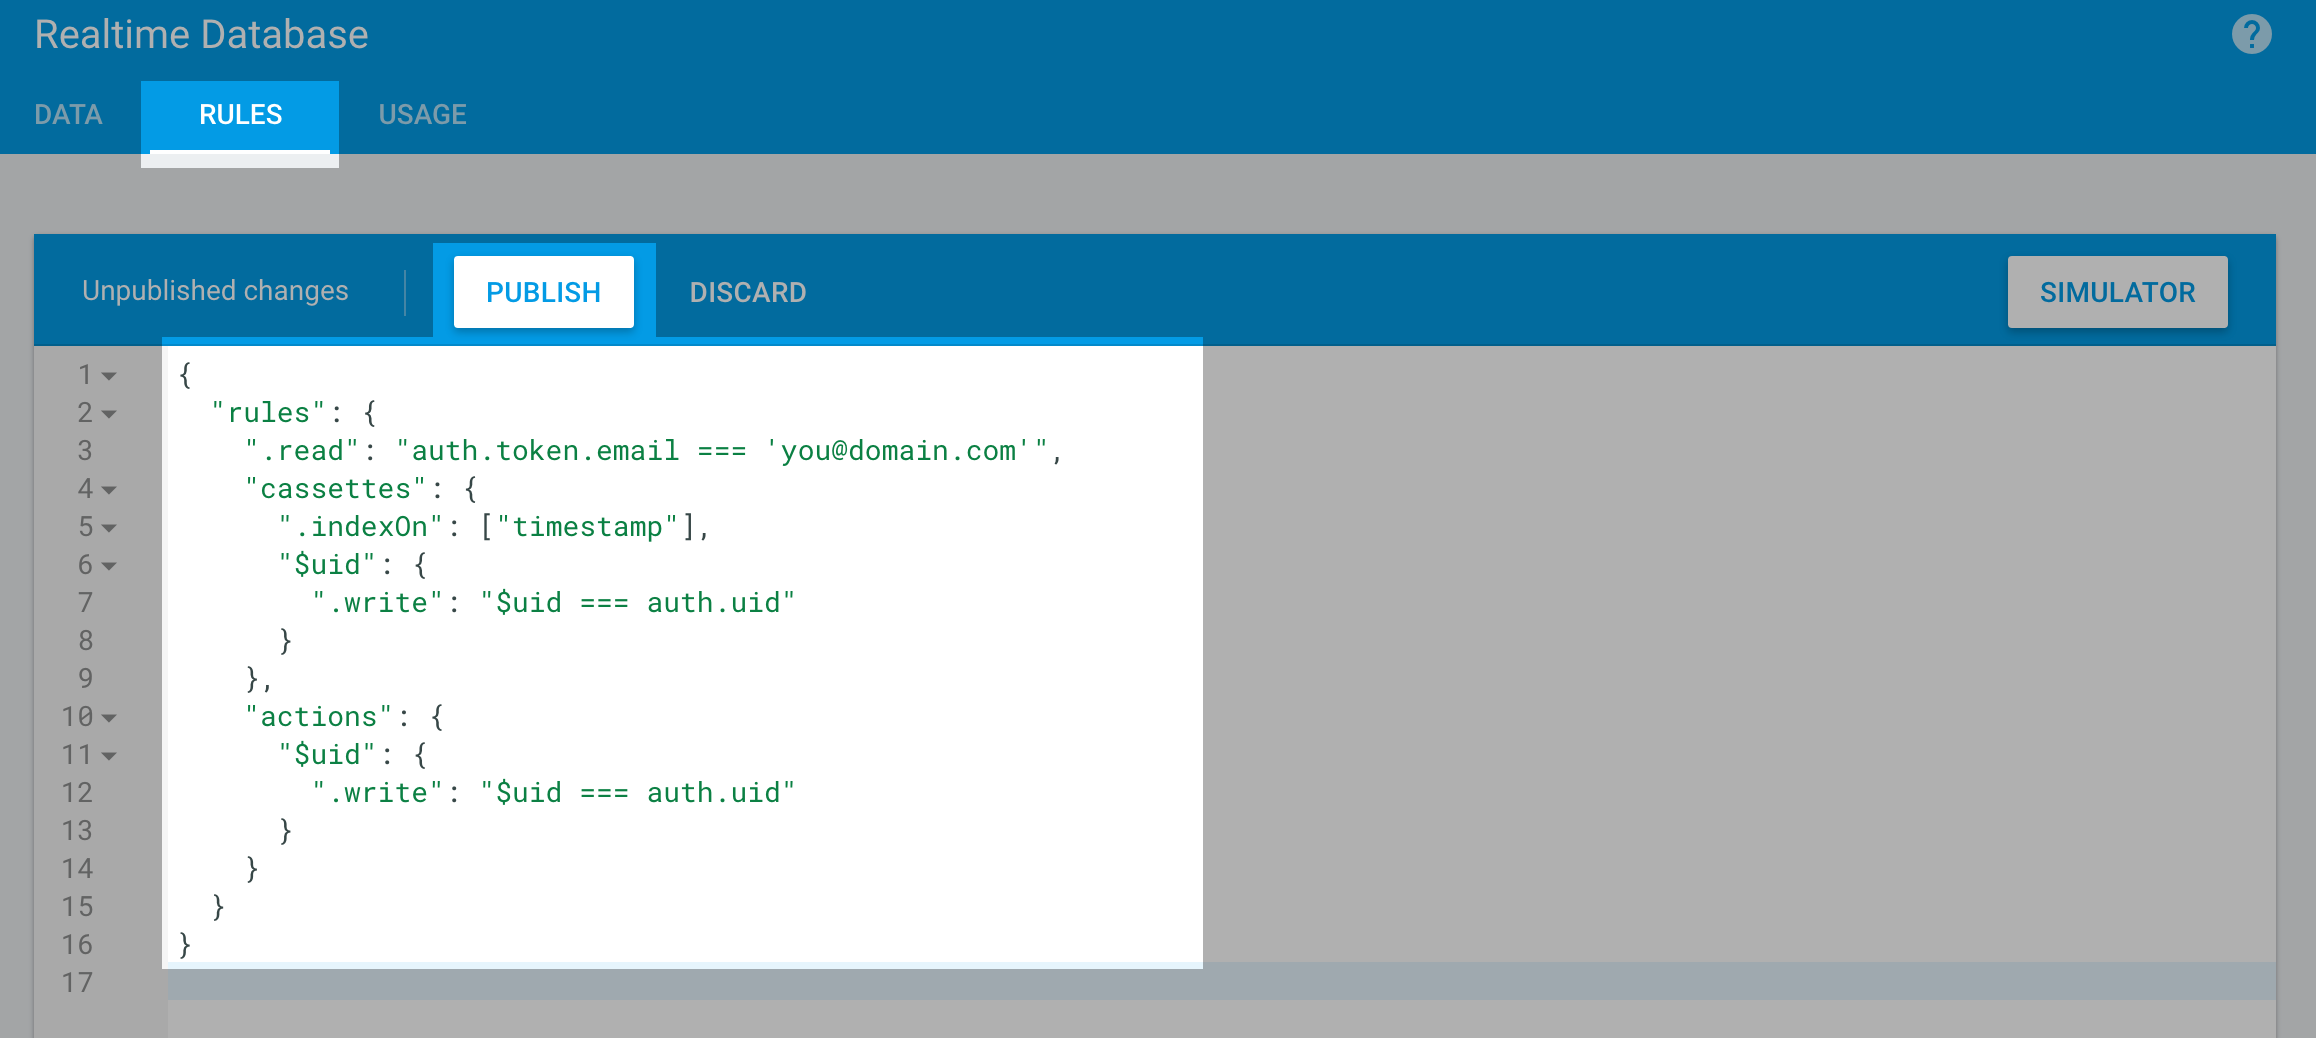 Realtime Database ?
DATA RULES USAGE
Unpublished changes PUBLISH DISCARD SIMULATOR
1 {
2   "rules": {
3     ".read": "auth.token.email === 'you@domain.com'",
4     "cassettes": {
5       ".indexOn": ["timestamp"],
6       "$uid": {
7         ".write": "$uid === auth.uid"
8       }
9     },
10     "actions": {
11       "$uid": {
12         ".write": "$uid === auth.uid"
13       }
14     }
15   }
16 }
17